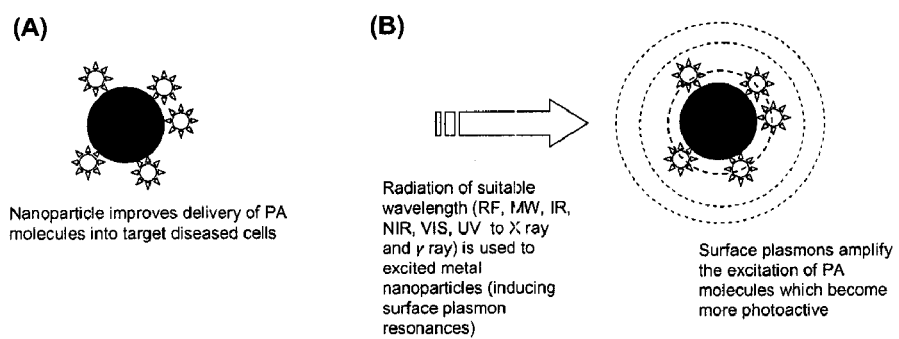 (A)
Nanoparticle improves delivery of PA
molecules into target diseased cells
(B)
Radiation of suitable
wavelength (RF, MW, IR,
NIR, VIS, UV to X ray
and γ ray) is used to
excited metal
nanoparticles (inducing
surface plasmon
resonances)
Surface plasmons amplify
the excitation of PA
molecules which become
more photoactive